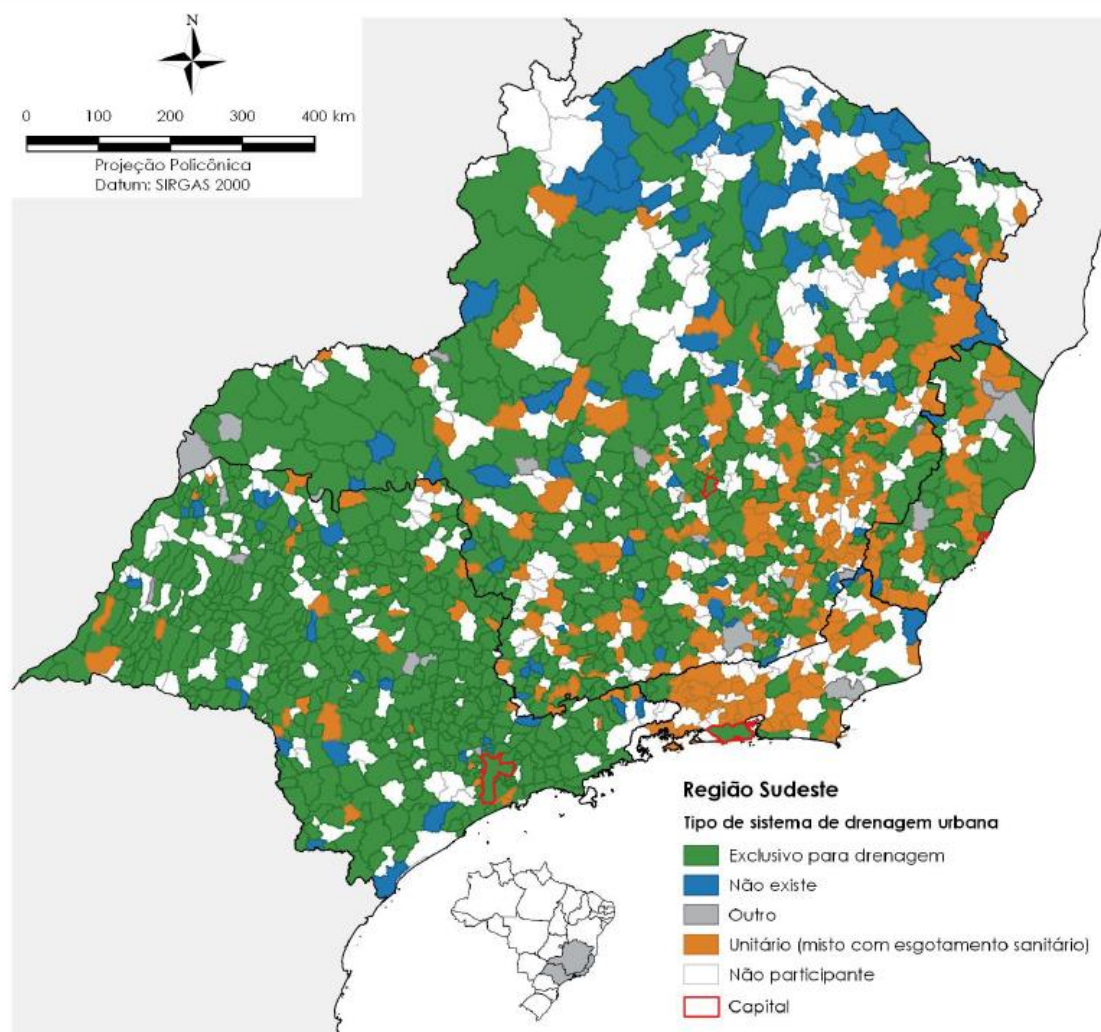 N
0 100 200 300 400 km
Projeção Policônica
Datum: SIRGAS 2000
Região Sudeste
Tipo de sistema de drenagem urbana
Exclusivo para drenagem
Não existe
Outro
Unitário (misto com esgotamento sanitário)
Não participante
Capital